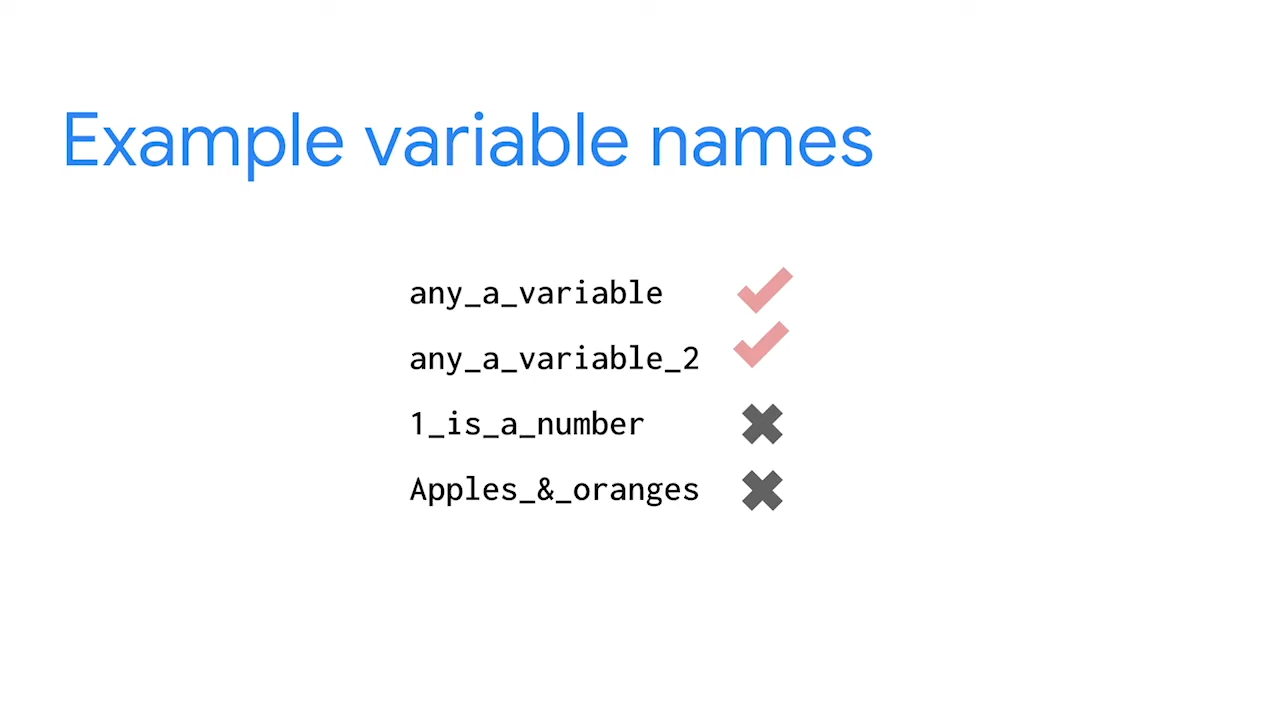 Example variable names
any_a_variable
any_a_variable_2
1_is_a_number
Apples_&_oranges